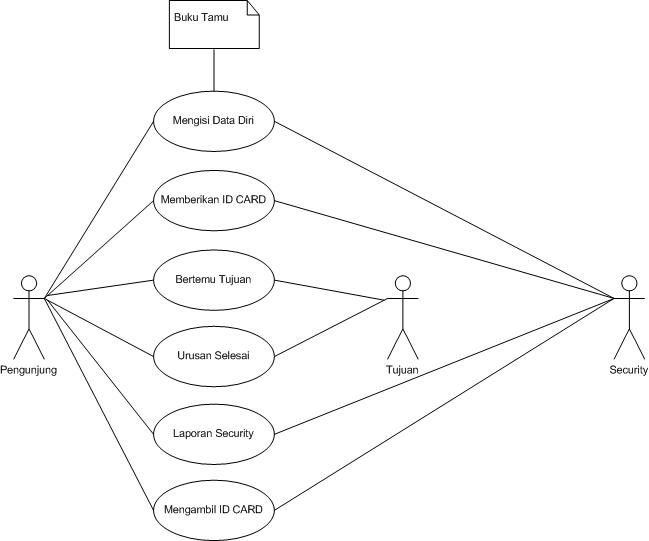 Buku Tamu
Mengisi Data Diri
Memberikan ID CARD
Bertemu Tujuan
Urusan Selesai
Pengunjung
Tujuan
Security
Laporan Security
Mengambil ID CARD